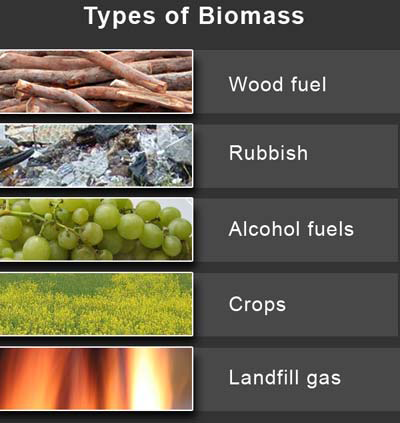 Types of Biomass
Wood fuel
Rubbish
Alcohol fuels
Crops
Landfill gas